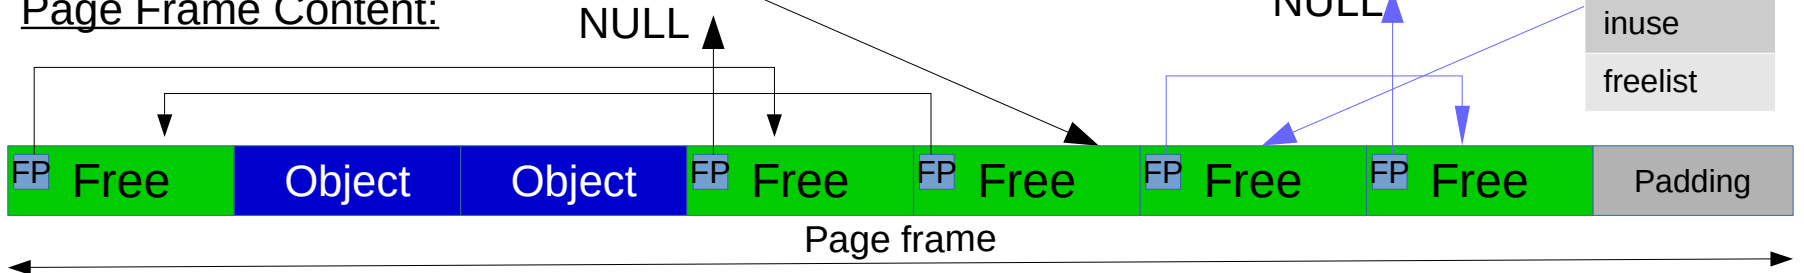 Page Frame Content:
NULL
NULL
inuse
freelist
FP Free Object Object FP Free FP Free FP Free FP Free Padding
Page frame